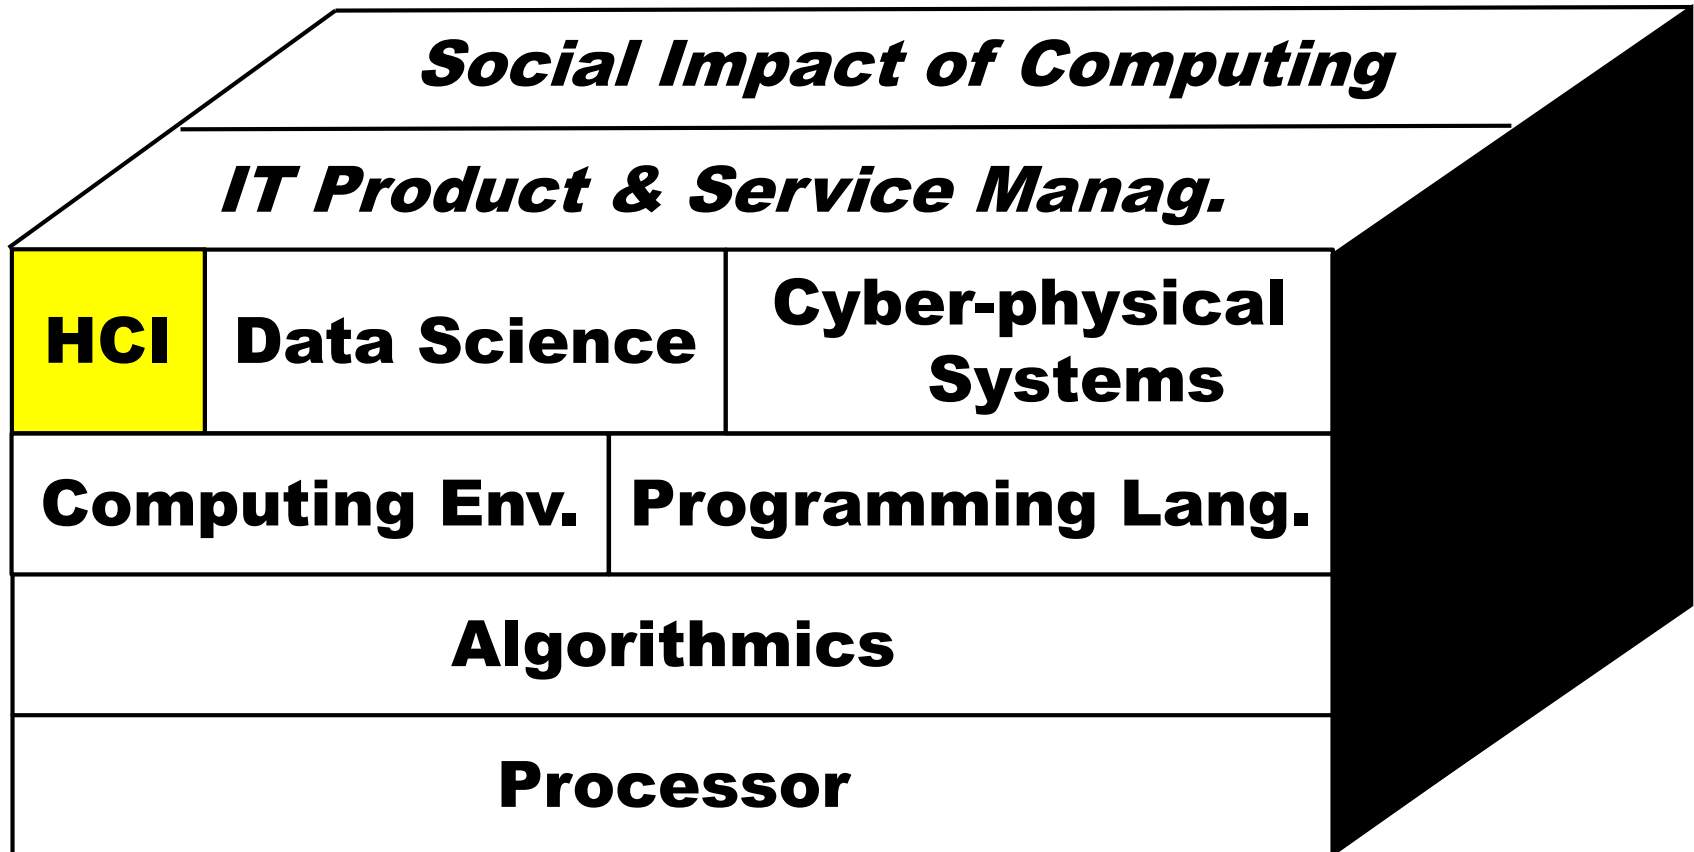 Social Impact of Computing
IT Product & Service Manag.
HCI
Data Science
Cyber-physical
Systems
Computing Env.
Programming Lang.
Algorithmics
Processor